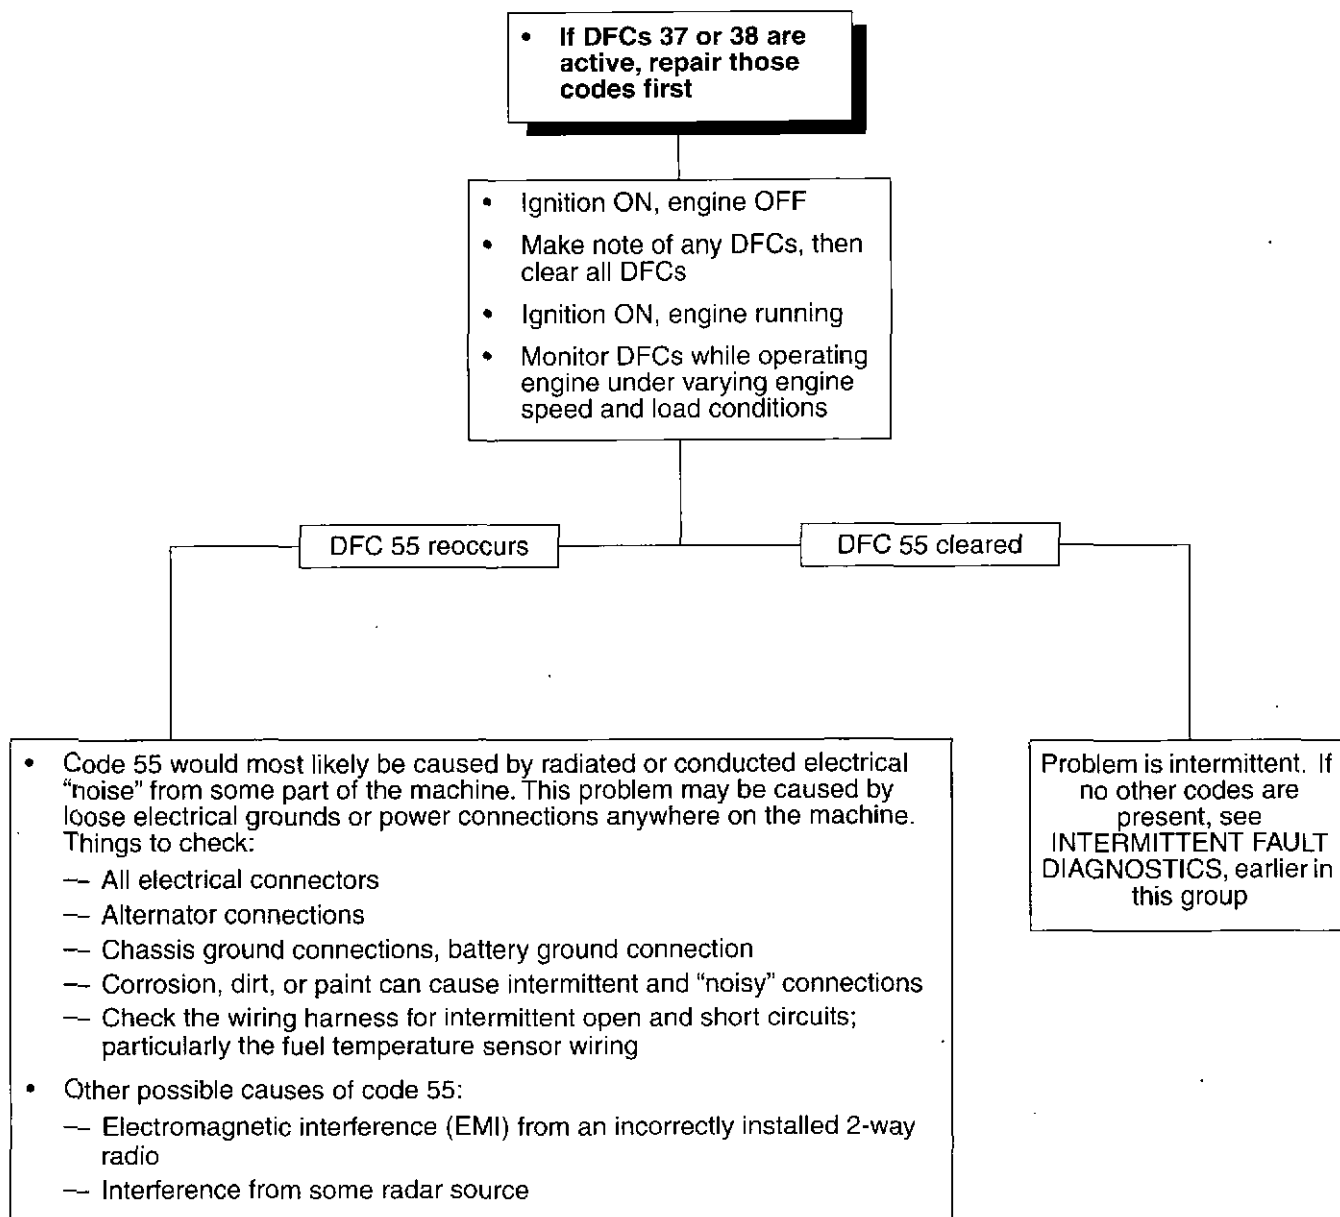 • If DFCs 37 or 38 are
active, repair those
codes first
• Ignition ON, engine OFF
• Make note of any DFCs, then
clear all DFCs
• Ignition ON, engine running
• Monitor DFCs while operating
engine under varying engine
speed and load conditions
DFC 55 reoccurs
DFC 55 cleared
• Code 55 would most likely be caused by radiated or conducted electrical
“noise” from some part of the machine. This problem may be caused by
loose electrical grounds or power connections anywhere on the machine.
Things to check:
— All electrical connectors
— Alternator connections
— Chassis ground connections, battery ground connection
— Corrosion, dirt, or paint can cause intermittent and “noisy” connections
— Check the wiring harness for intermittent open and short circuits;
particularly the fuel temperature sensor wiring
• Other possible causes of code 55:
— Electromagnetic interference (EMI) from an incorrectly installed 2-way
radio
— Interference from some radar source
Problem is intermittent. If
no other codes are
present, see
INTERMITTENT FAULT
DIAGNOSTICS, earlier in
this group